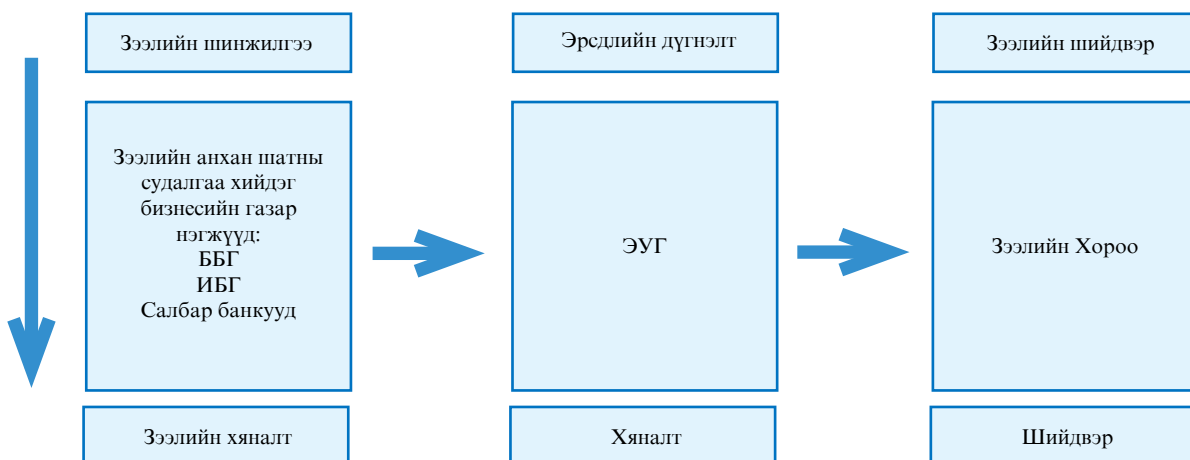 Зээлийн шинжилгээ
Эрсдлийн дүгнэлт
Зээлийн шийдвэр
Зээлийн анхан шатны
судалгаа хийдэг
бизнесийн газар
нэгжүүд:
ББГ
ИБГ
Салбар банкууд
ЭУГ
Зээлийн Хороо
Зээлийн хяналт
Хяналт
Шийдвэр